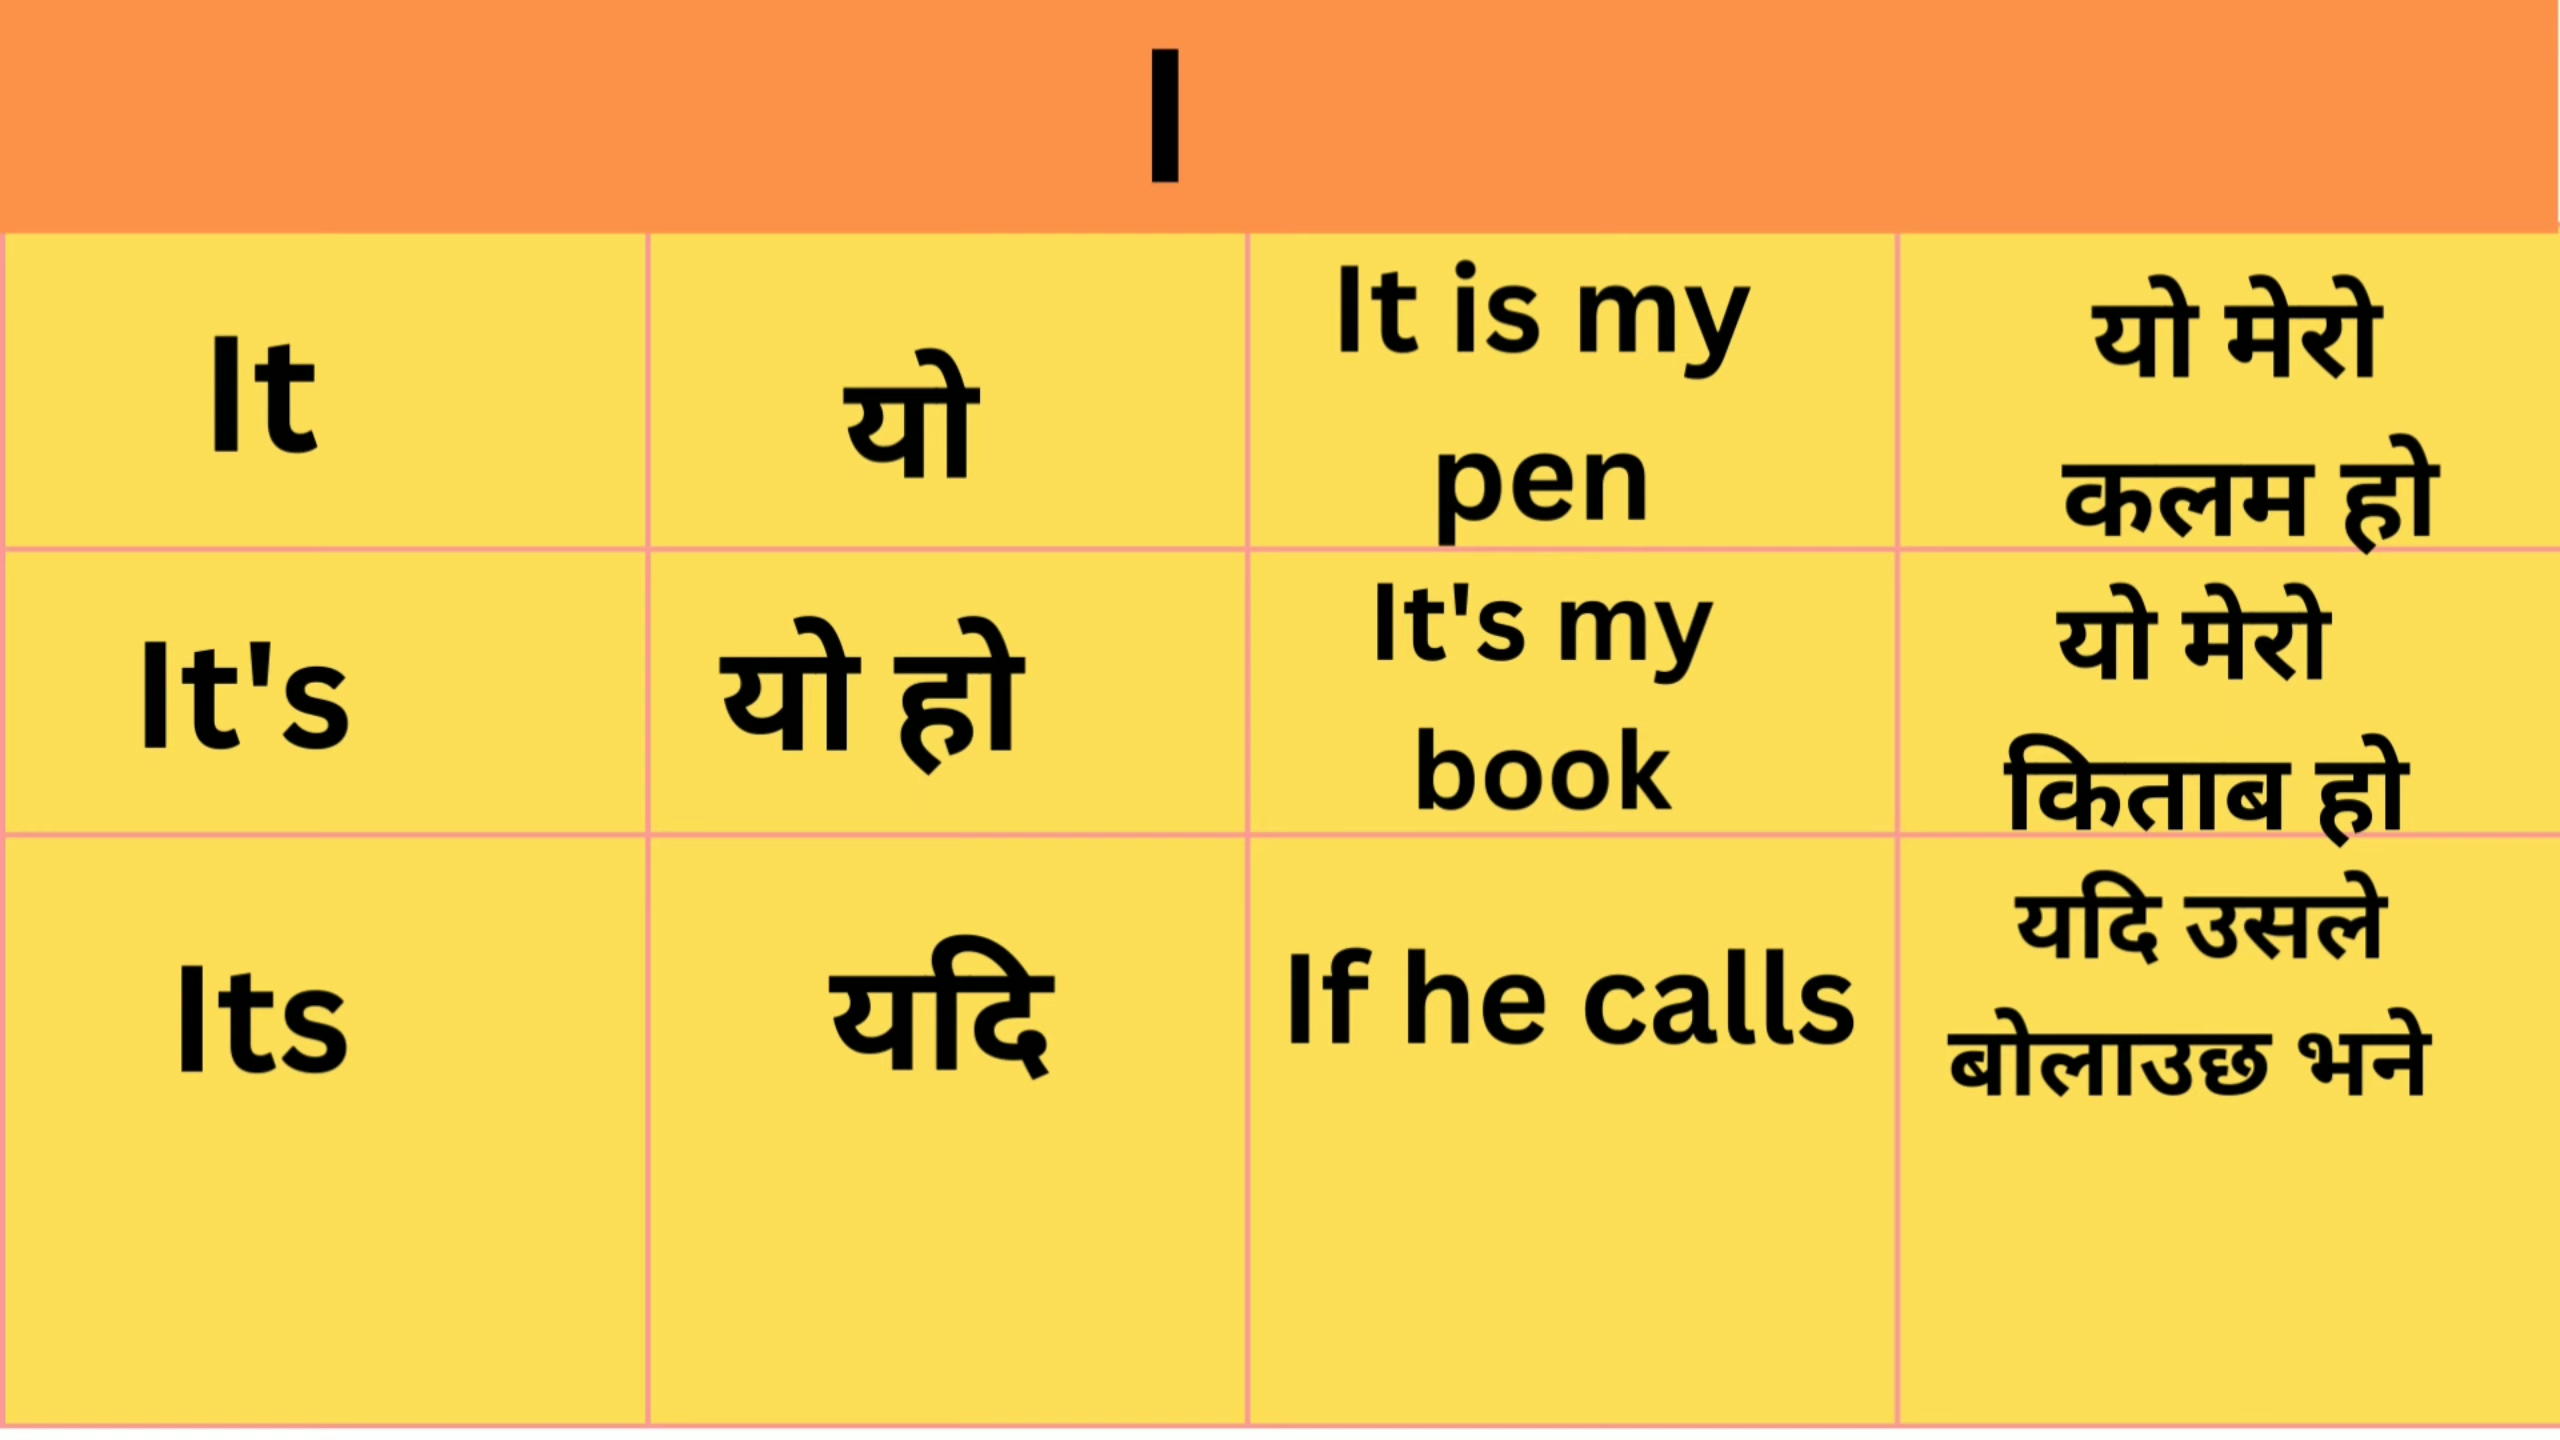 I
It
यो
It is my
pen
यो मेरो
कलम हो
It's
यो हो
It's my
book
यो मेरो
किताब हो
Its
यदि
If he calls
यदि उसले
बोलाउछ भने